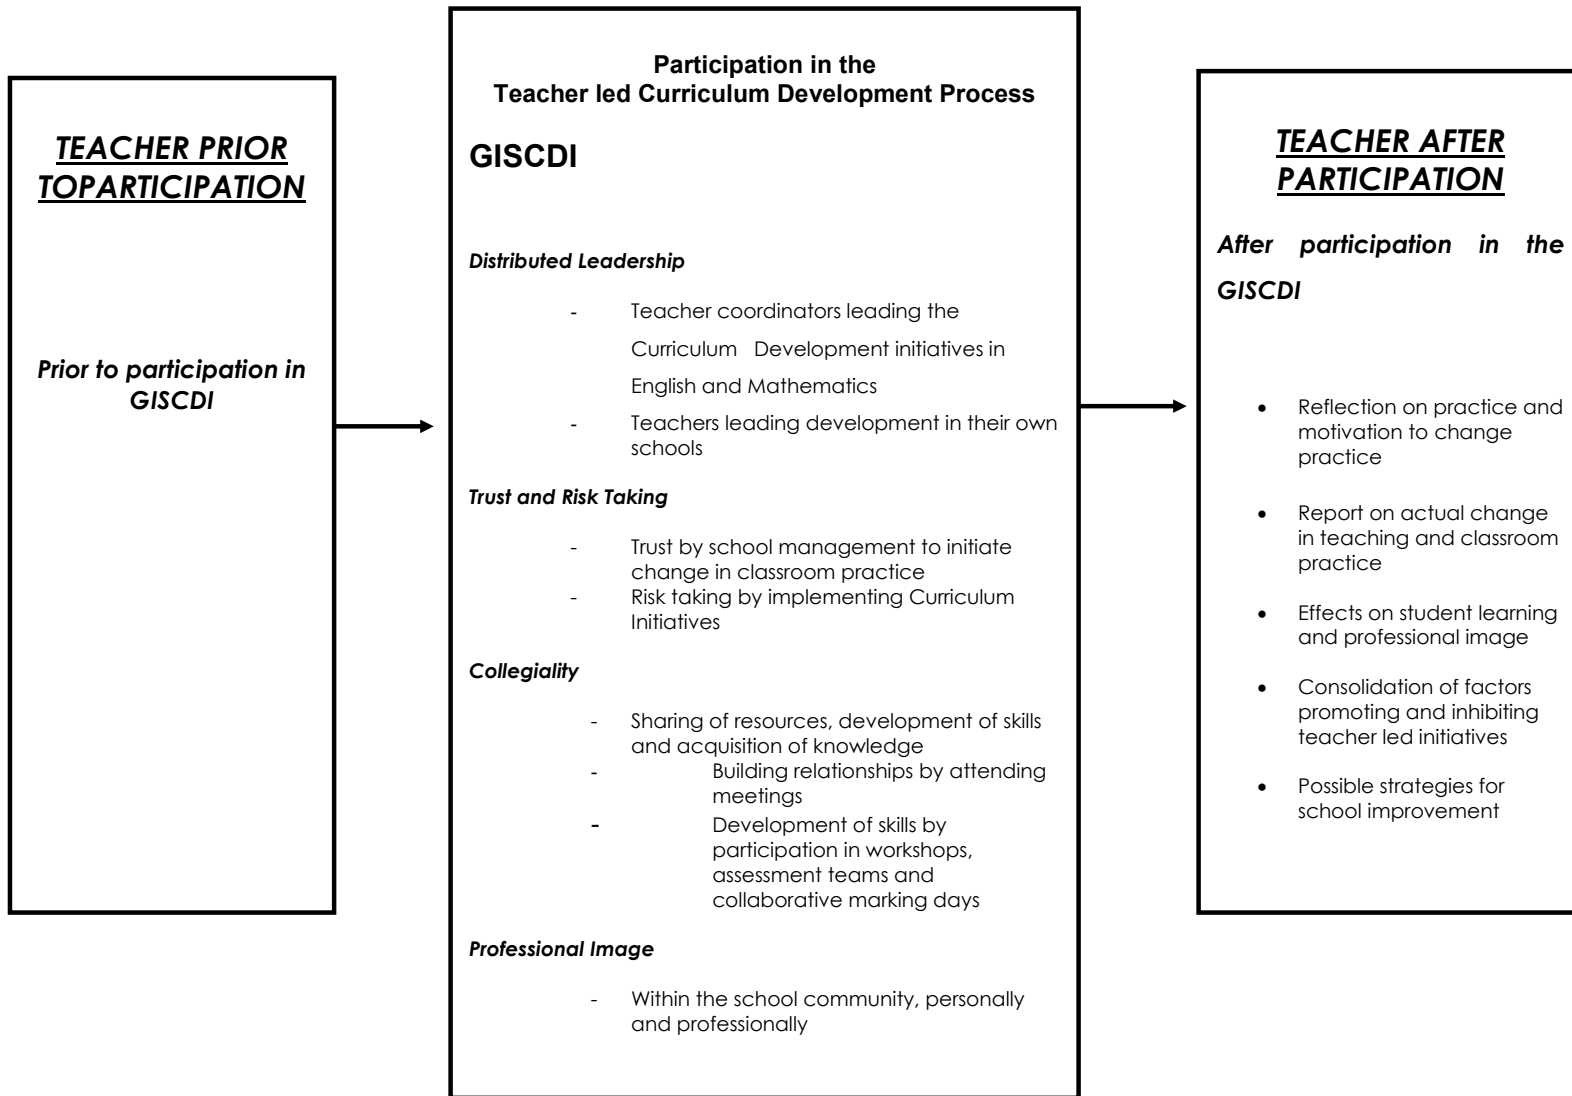 TEACHER PRIOR
TOPARTICIPATION
Prior to participation in
GISCDI
Participation in the
Teacher led Curriculum Development Process
GISCDI
Distributed Leadership
- Teacher coordinators leading the
Curriculum Development initiatives in
English and Mathematics
- Teachers leading development in their own
schools
Trust and Risk Taking
- Trust by school management to initiate
change in classroom practice
- Risk taking by implementing Curriculum
Initiatives
Collegiality
- Sharing of resources, development of skills
and acquisition of knowledge
- Building relationships by attending
meetings
- Development of skills by
participation in workshops,
assessment teams and
collaborative marking days
Professional Image
- Within the school community, personally
and professionally
TEACHER AFTER
PARTICIPATION
After participation in the
GISCDI
• Reflection on practice and
motivation to change
practice
• Report on actual change
in teaching and classroom
practice
• Effects on student learning
and professional image
• Consolidation of factors
promoting and inhibiting
teacher led initiatives
• Possible strategies for
school improvement